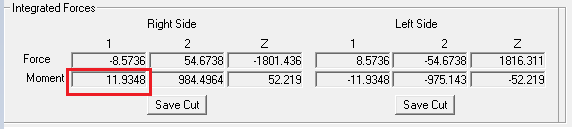 Integrated Forces
Right Side Left Side
1 2 Z 1 2 Z
Force -8.5736 54.6738 -1801.436 8.5736 -54.6738 1816.311
Moment 11.9348 984.4964 52.219 -11.9348 -975.143 -52.219
Save Cut Save Cut